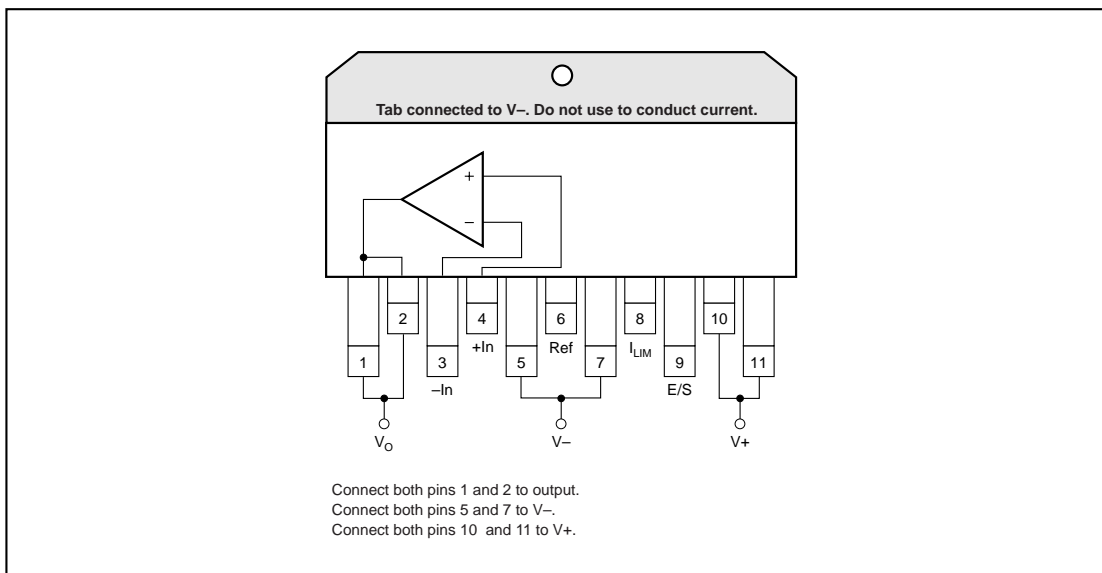 Tab connected to V–. Do not use to conduct current.
+
–
2 4 6 8 10
+In Ref I_LIM
1 3 5 7 9 11
–In E/S
V_O V– V+
Connect both pins 1 and 2 to output.
Connect both pins 5 and 7 to V–.
Connect both pins 10 and 11 to V+.